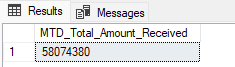 Results Messages
MTD_Total_Amount_Received
1 58074380